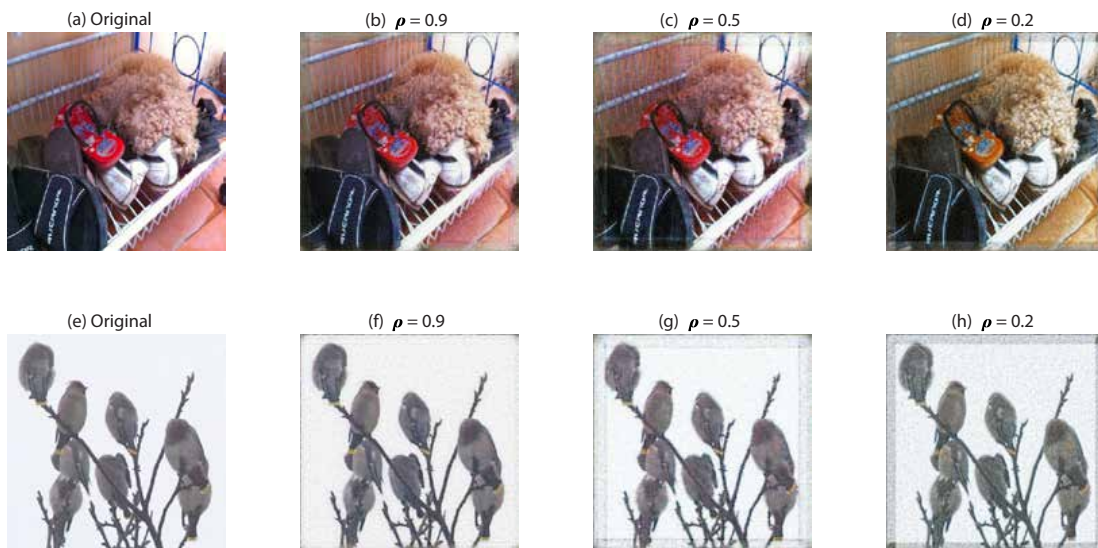 (a) Original
(b) ρ = 0.9
(c) ρ = 0.5
(d) ρ = 0.2
(e) Original
(f) ρ = 0.9
(g) ρ = 0.5
(h) ρ = 0.2